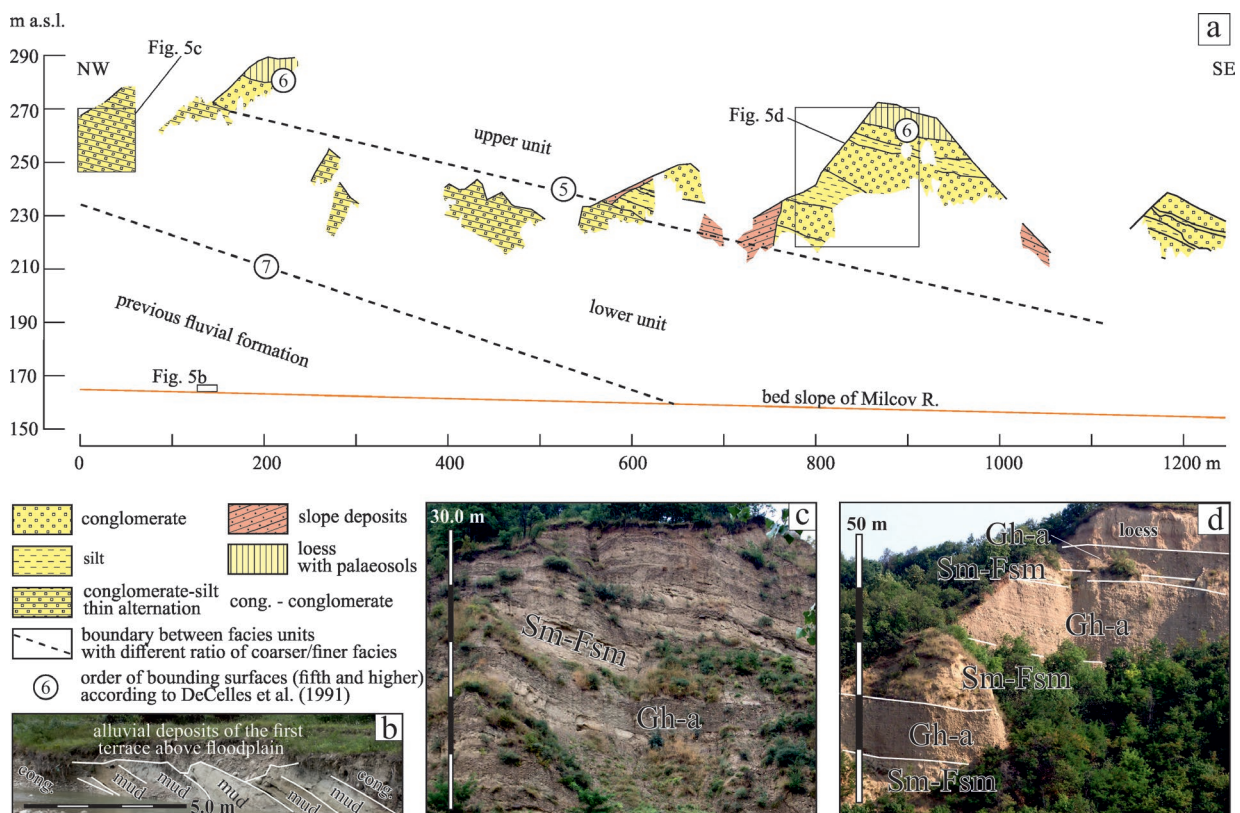 m a.s.l.
a
290
270
250
230
210
190
170
150
NW
SE
Fig. 5c
6
upper unit
5
Fig. 5d
6
7
previous fluvial formation
lower unit
Fig. 5b
bed slope of Milcov R.
0
200
400
600
800
1000
1200 m
conglomerate
silt
conglomerate-silt
thin alternation
slope deposits
loess
with palaeosols
cong. - conglomerate
boundary between facies units
with different ratio of coarser/finer facies
6
order of bounding surfaces (fifth and higher)
according to DeCelles et al. (1991)
b
alluvial deposits of the first
terrace above floodplain
cong.
mud
mud
mud
mud
mud
cong.
5.0 m
c
30.0 m
Sm-Fsm
Gh-a
d
50 m
loess
Gh-a
Sm-Fsm
Gh-a
Sm-Fsm
Gh-a
Sm-Fsm